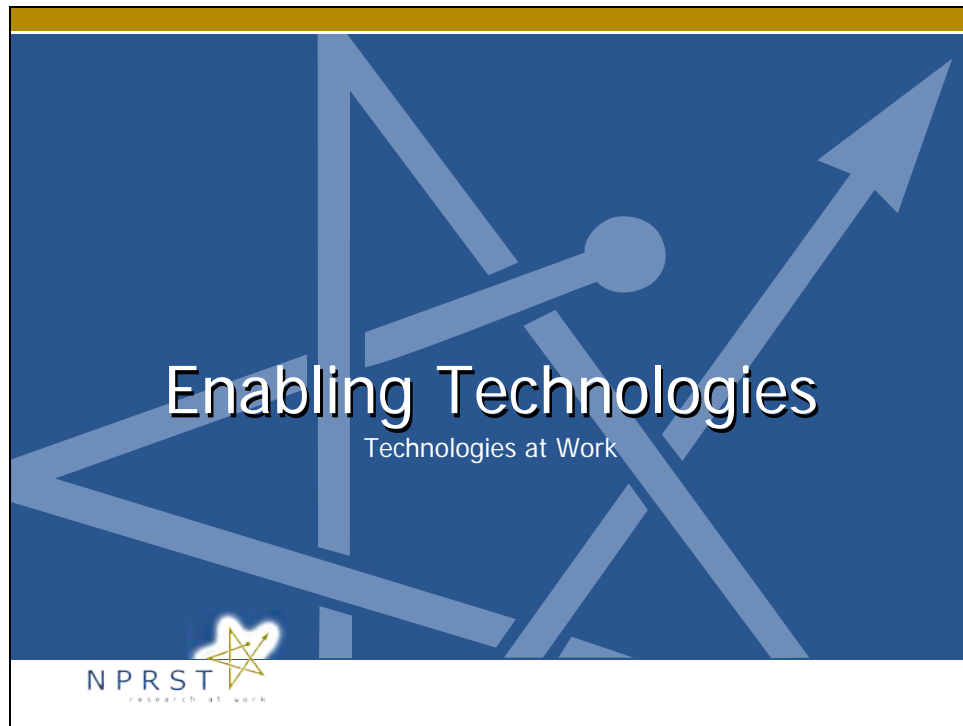 Enabling Technologies
Technologies at Work
NPRST
research at work